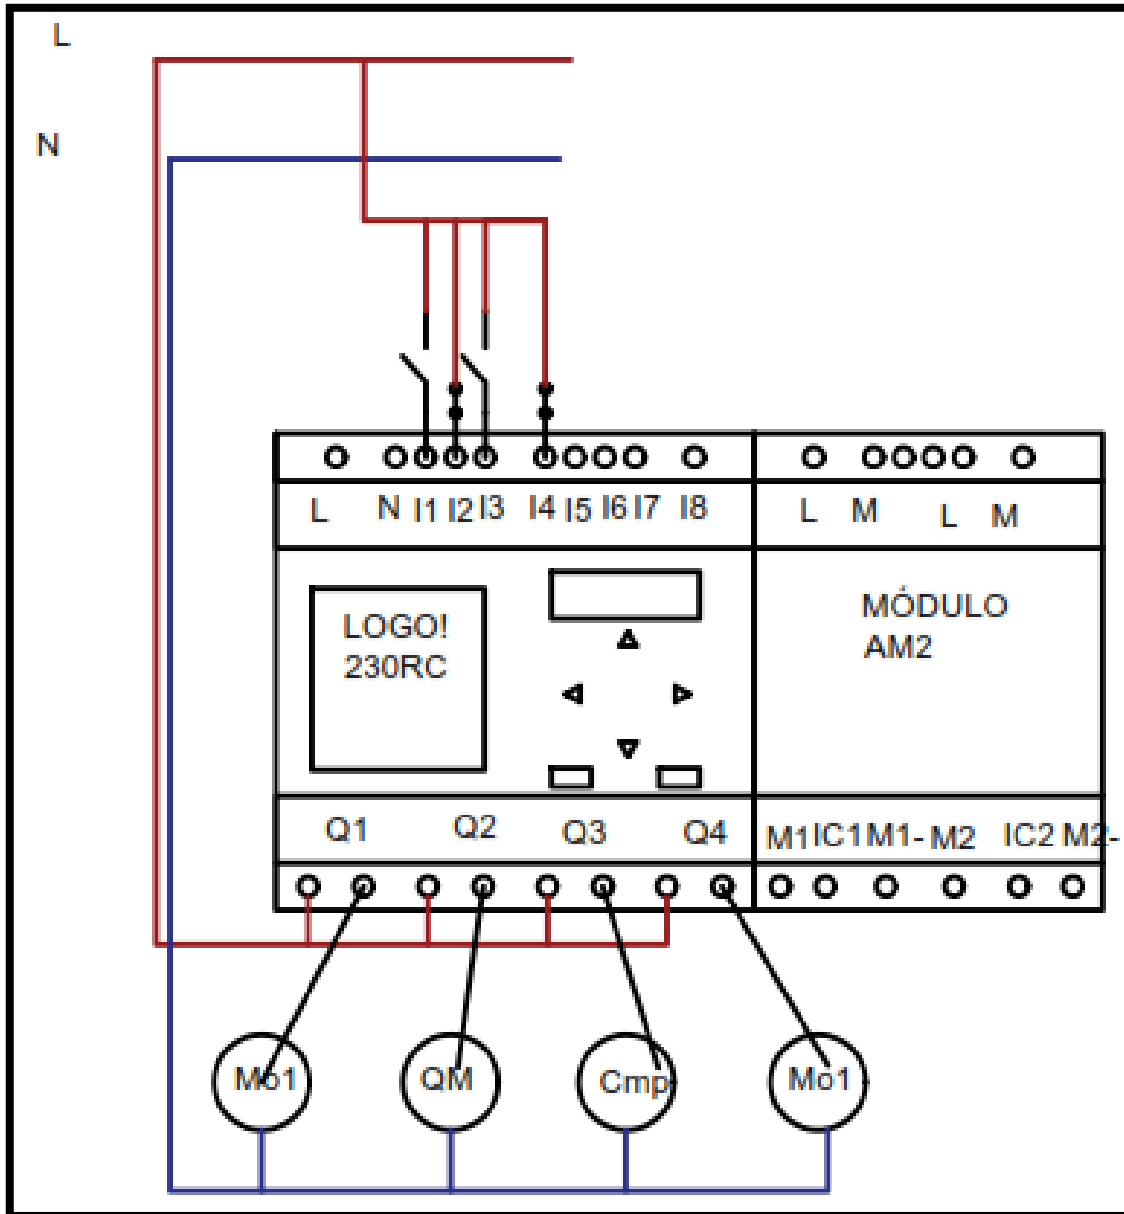 L
N
L N I1 I2 I3 I4 I5 I6 I7 I8
L M L M
LOGO!
230RC
MÓDULO
AM2
Q1 Q2 Q3 Q4
M1 IC1 M1- M2 IC2 M2-
Mo1 QM Cmp Mo1